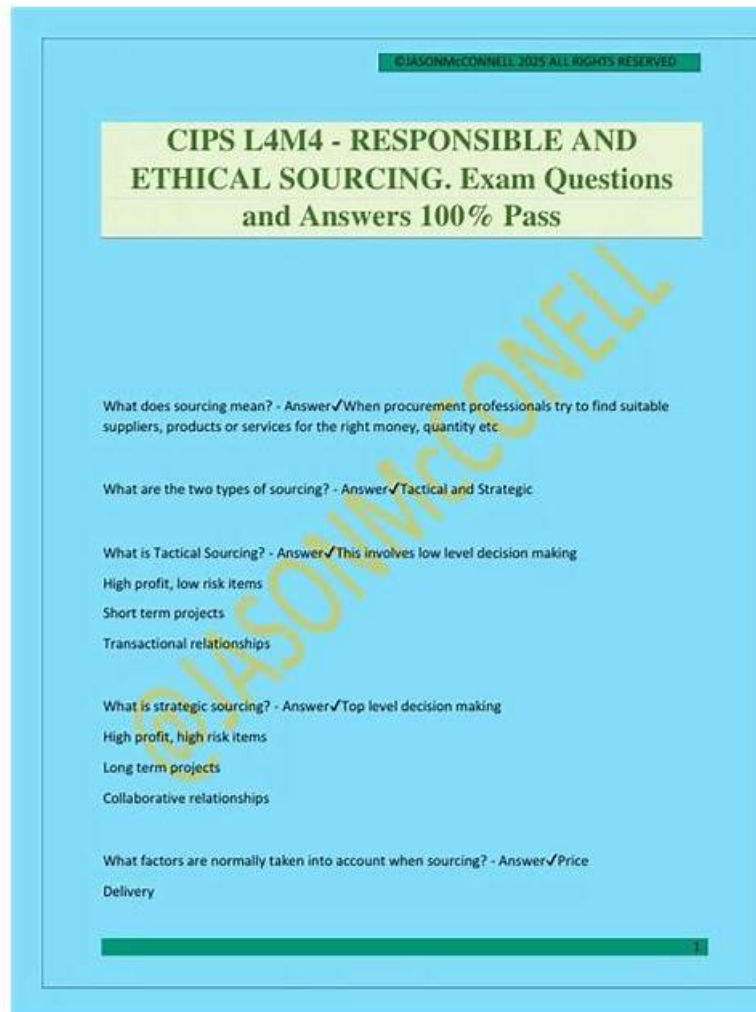 ©JASONMcCONNELL 2025 ALL RIGHTS RESERVED
CIPS L4M4 - RESPONSIBLE AND
ETHICAL SOURCING. Exam Questions
and Answers 100% Pass
What does sourcing mean? - Answer✓When procurement professionals try to find suitable
suppliers, products or services for the right money, quantity etc
What are the two types of sourcing? - Answer✓Tactical and Strategic
What is Tactical Sourcing? - Answer✓This involves low level decision making
High profit, low risk items
Short term projects
Transactional relationships
What is strategic sourcing? - Answer✓Top level decision making
High profit, high risk items
Long term projects
Collaborative relationships
What factors are normally taken into account when sourcing? - Answer✓Price
Delivery
1
@JASONMcCONELL